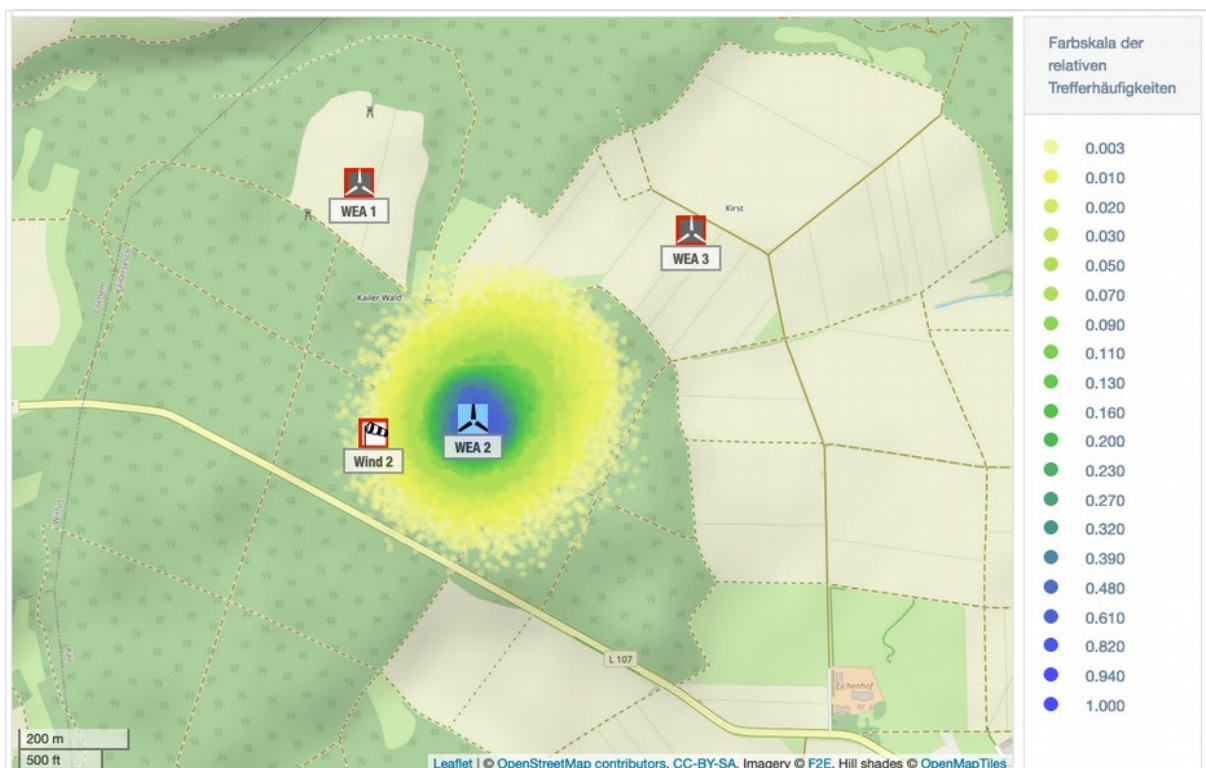 Farbskala der
relativen
Trefferhäufigkeiten
0.003
0.010
0.020
0.030
0.050
0.070
0.090
0.110
0.130
0.160
0.200
0.230
0.270
0.320
0.390
0.480
0.610
0.820
0.940
1.000
WEA 1
Kirst
WEA 3
Kailer Wald
WEA 2
Wind 2
L 107
Eichenhof
200 m
500 ft
Leaflet | © OpenStreetMap contributors, CC-BY-SA, Imagery © F2E, Hill shades © OpenMapTiles